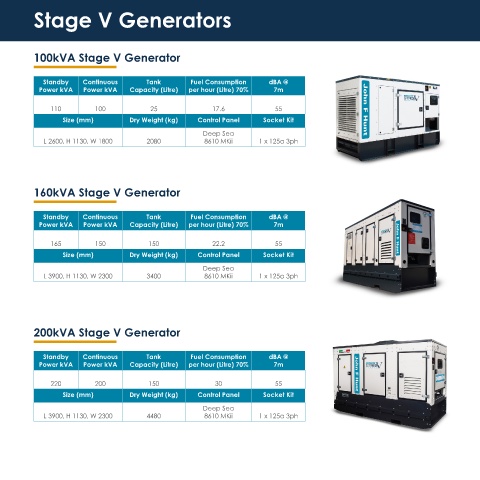 Stage V Generators
100kVA Stage V Generator
Standby Power kVA Continuous Power kVA Tank Capacity (Litre) Fuel Consumption per hour (Litre) 70% dBA @ 7m
110 100 25 17.6 55
Size (mm) Dry Weight (kg) Control Panel Socket Kit
L 2600, H 1130, W 1800 2080 Deep Sea 8610 MKii 1 x 125a 3ph
John F Hunt
160kVA Stage V Generator
Standby Power kVA Continuous Power kVA Tank Capacity (Litre) Fuel Consumption per hour (Litre) 70% dBA @ 7m
165 150 150 22.2 55
Size (mm) Dry Weight (kg) Control Panel Socket Kit
L 3900, H 1130, W 2300 3400 Deep Sea 8610 MKii 1 x 125a 3ph
John F Hunt
200kVA Stage V Generator
Standby Power kVA Continuous Power kVA Tank Capacity (Litre) Fuel Consumption per hour (Litre) 70% dBA @ 7m
220 200 150 30 55
Size (mm) Dry Weight (kg) Control Panel Socket Kit
L 3900, H 1130, W 2300 4480 Deep Sea 8610 MKii 1 x 125a 3ph
John F Hunt